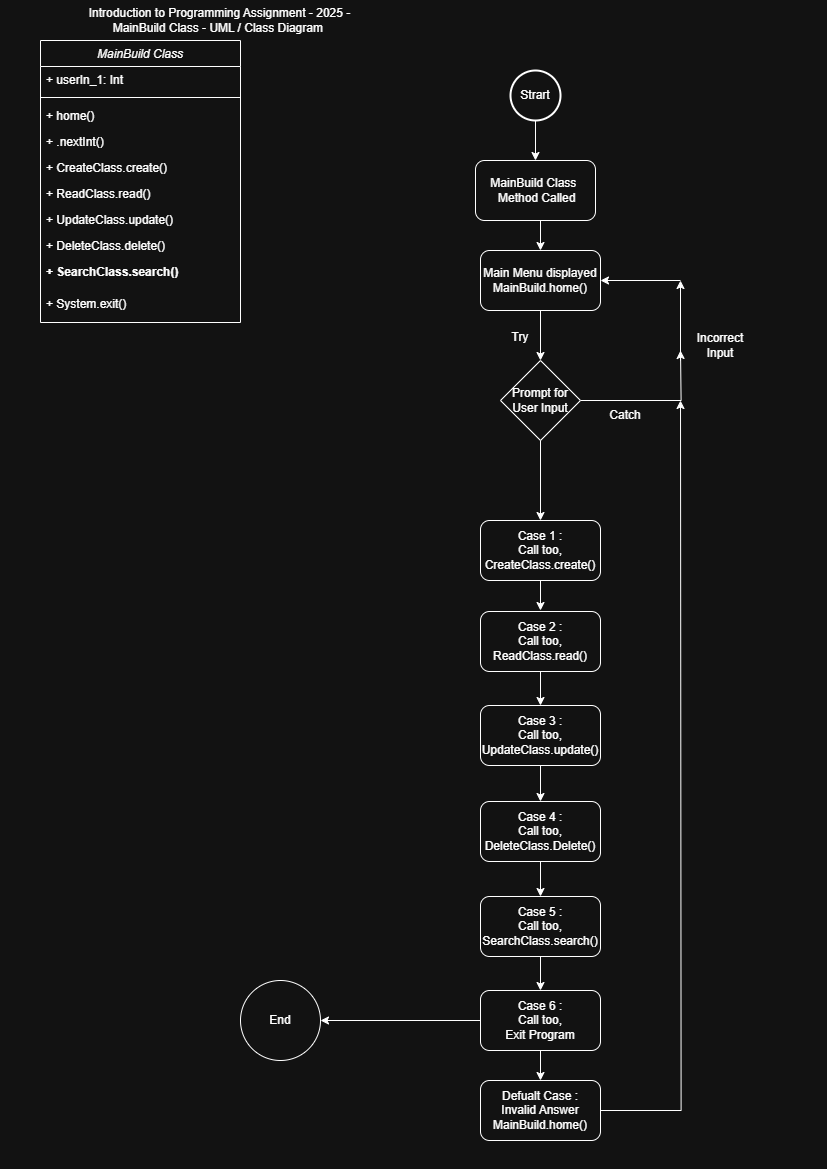 Introduction to Programming Assignment - 2025 -
MainBuild Class - UML / Class Diagram
MainBuild Class
+ userIn_1: Int
+ home()
+ .nextInt()
+ CreateClass.create()
+ ReadClass.read()
+ UpdateClass.update()
+ DeleteClass.delete()
+ SearchClass.search()
+ System.exit()
Strart
MainBuild Class
Method Called
Main Menu displayed
MainBuild.home()
Try
Incorrect
Input
Prompt for
User Input
Catch
Case 1 :
Call too,
CreateClass.create()
Case 2 :
Call too,
ReadClass.read()
Case 3 :
Call too,
UpdateClass.update()
Case 4 :
Call too,
DeleteClass.Delete()
Case 5 :
Call too,
SearchClass.search()
Case 6 :
Call too,
Exit Program
End
Defualt Case :
Invalid Answer
MainBuild.home()